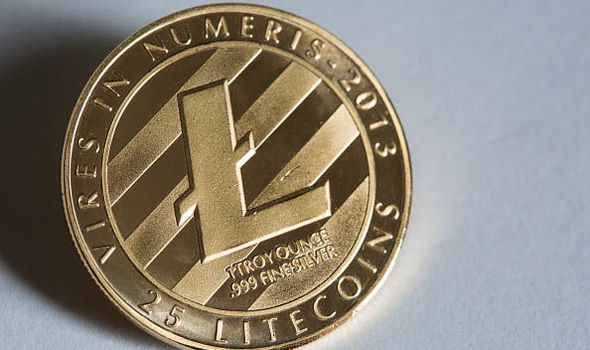 VIRES IN NUMERIS-2013
1 TROY OUNCE
.999 FINE SILVER
25 LITECOINS